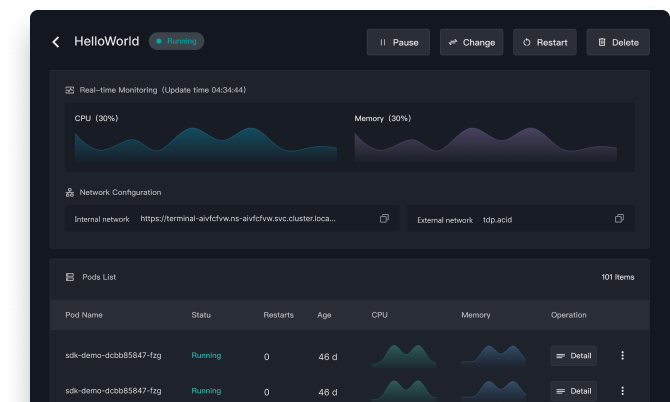 HelloWorld
Running
Pause
Change
Restart
Delete
Real-time Monitoring (Update time 04:34:44)
CPU (30%)
Memory (30%)
Network Configuration
Internal network https://terminal-aivfcfvw.ns-aivfcfvw.svc.cluster.loca...
External network tdp.acid
Pods List
101 Items
Pod Name Statu Restarts Age CPU Memory Operation
sdk-demo-dcbb85847-fzg Running 0 46 d Detail
sdk-demo-dcbb85847-fzg Running 0 46 d Detail